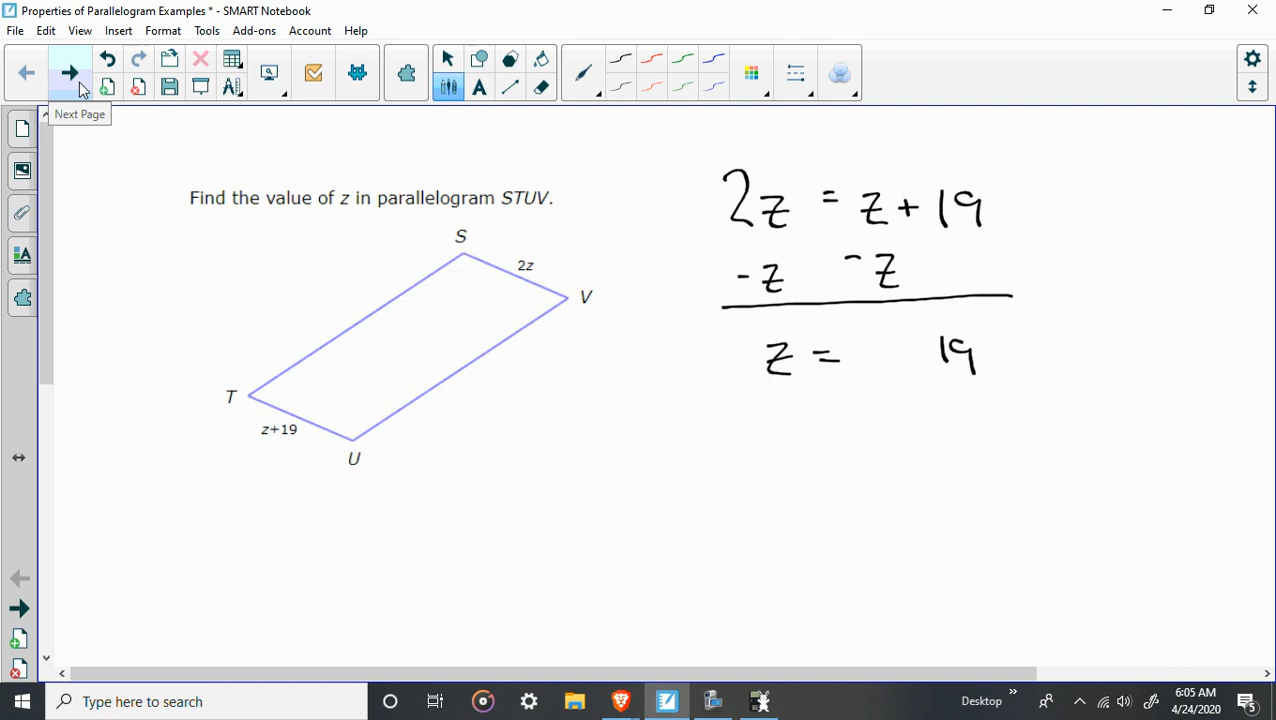 Properties of Parallelogram Examples * - SMART Notebook
File Edit View Insert Format Tools Add-ons Account Help
Next Page
Find the value of z in parallelogram STUV.
S
2z
V
T
z+19
U
2z = z + 19
-z -z
z = 19
Type here to search
Desktop
6:05 AM
4/24/2020
5